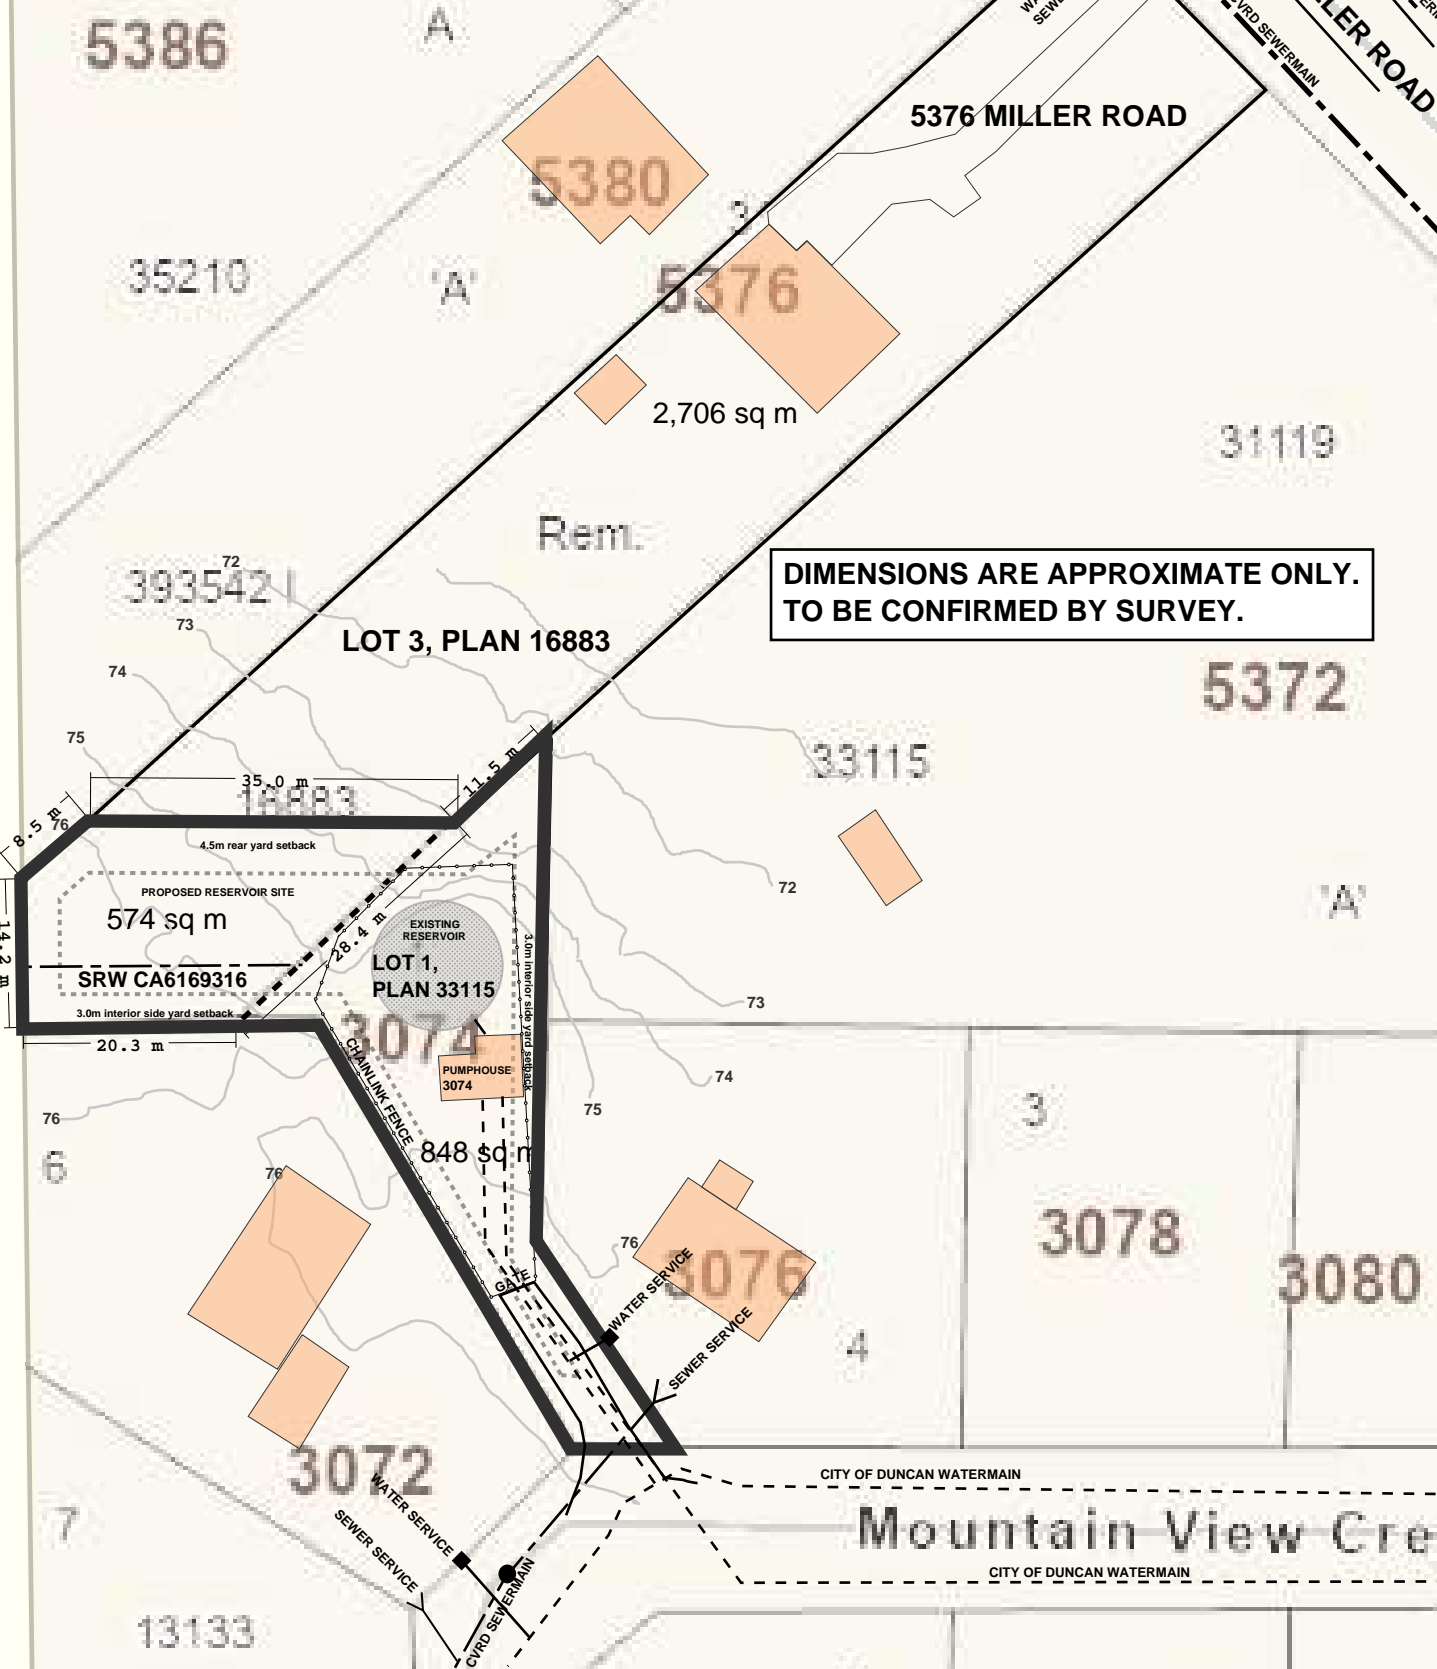 A
5386
CVRD SEWERMAIN
MILLER ROAD
5376 MILLER ROAD
5380
3
35210
'A'
5376
2,706 sq m
31119
Rem.
72
393542 I
DIMENSIONS ARE APPROXIMATE ONLY.
TO BE CONFIRMED BY SURVEY.
73
LOT 3, PLAN 16883
74
5372
75
33115
35.0 m
11.5 m
16883
8.5 m
76
4.5m rear yard setback
PROPOSED RESERVOIR SITE
574 sq m
72
'A'
14.2 m
28.4 m
EXISTING
RESERVOIR
LOT 1,
PLAN 33115
3.0m interior side yard setback
SRW CA6169316
3.0m interior side yard setback
73
20.3 m
3074
CHAINLINK FENCE
PUMPHOUSE
3074
74
75
76
3
848 sq m
6
76
76
3078
3076
3080
GATE
WATER SERVICE
SEWER SERVICE
4
3072
WATER SERVICE
SEWER SERVICE
CITY OF DUNCAN WATERMAIN
7
Mountain View Cre
CITY OF DUNCAN WATERMAIN
CVRD SEWERMAIN
13133